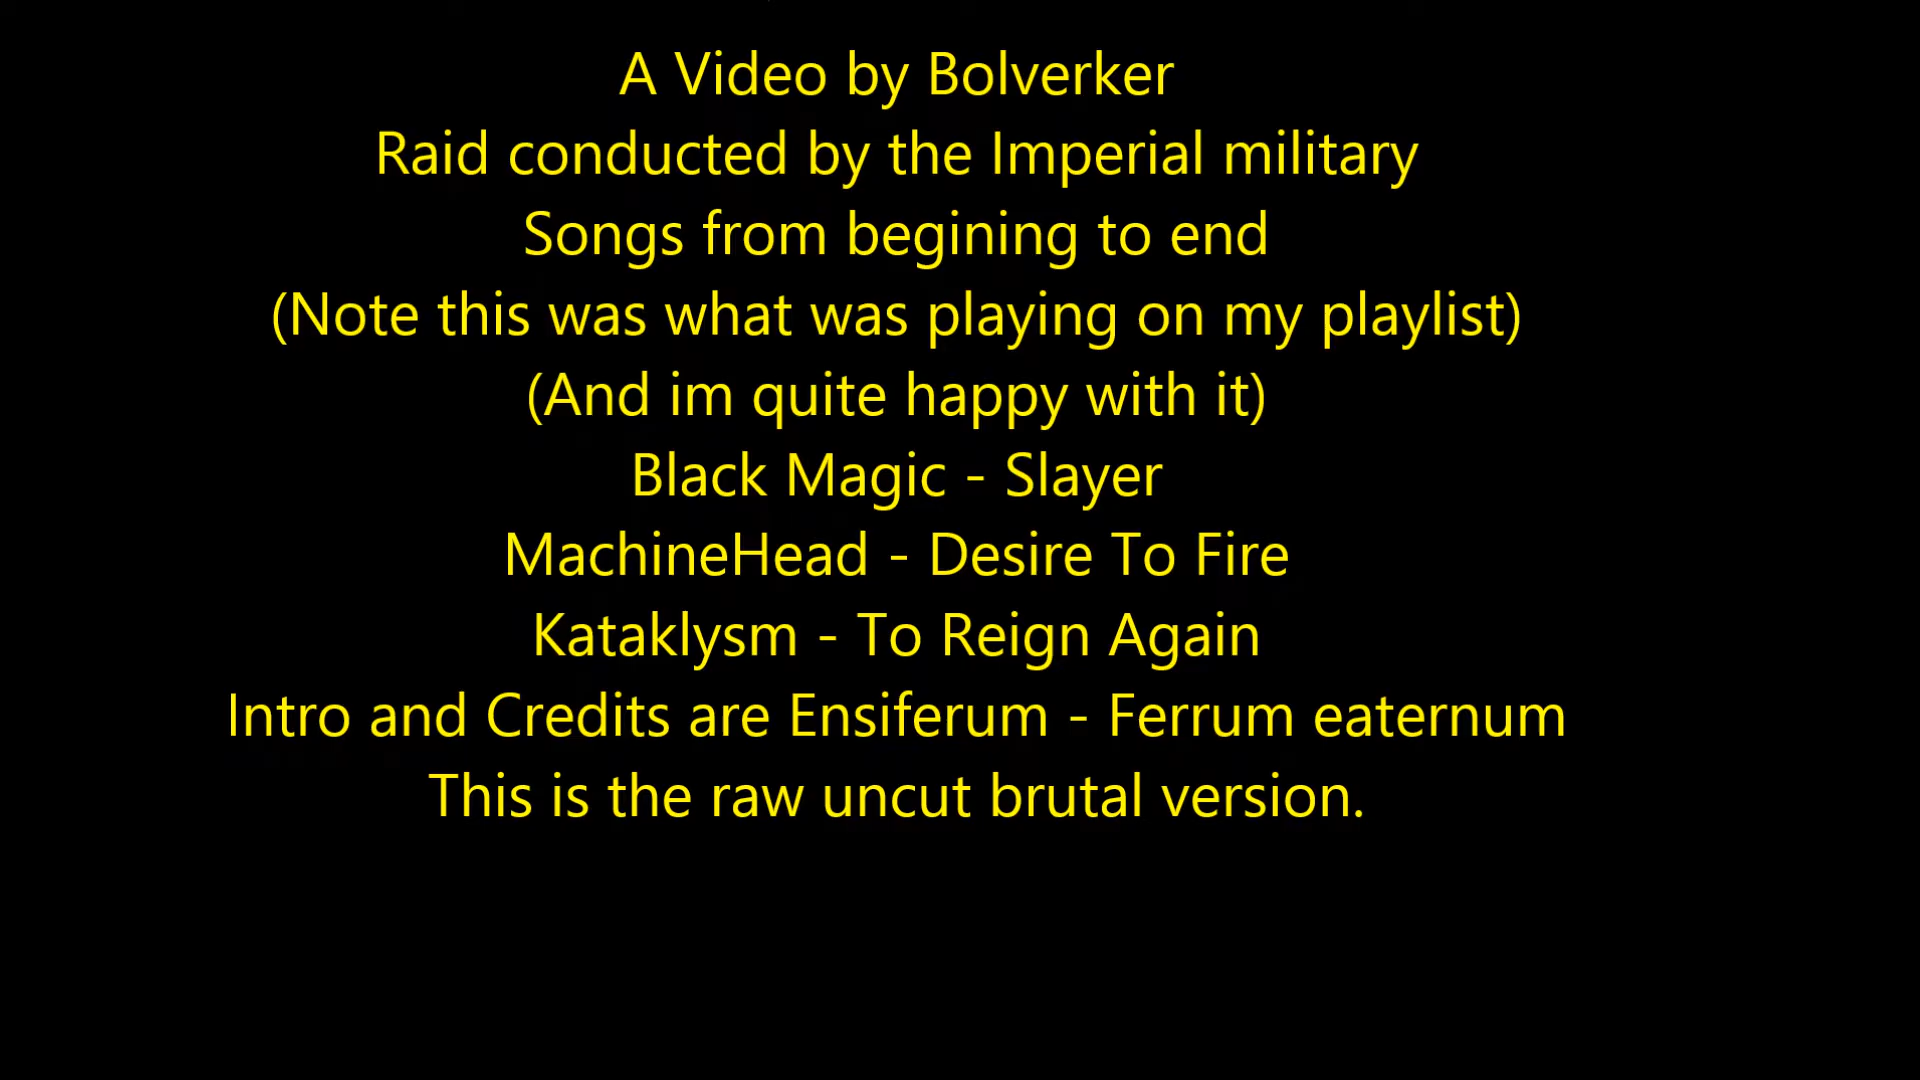 A Video by Bolverker
Raid conducted by the Imperial military
Songs from begining to end
(Note this was what was playing on my playlist)
(And im quite happy with it)
Black Magic - Slayer
MachineHead - Desire To Fire
Kataklysm - To Reign Again
Intro and Credits are Ensiferum - Ferrum eaternum
This is the raw uncut brutal version.